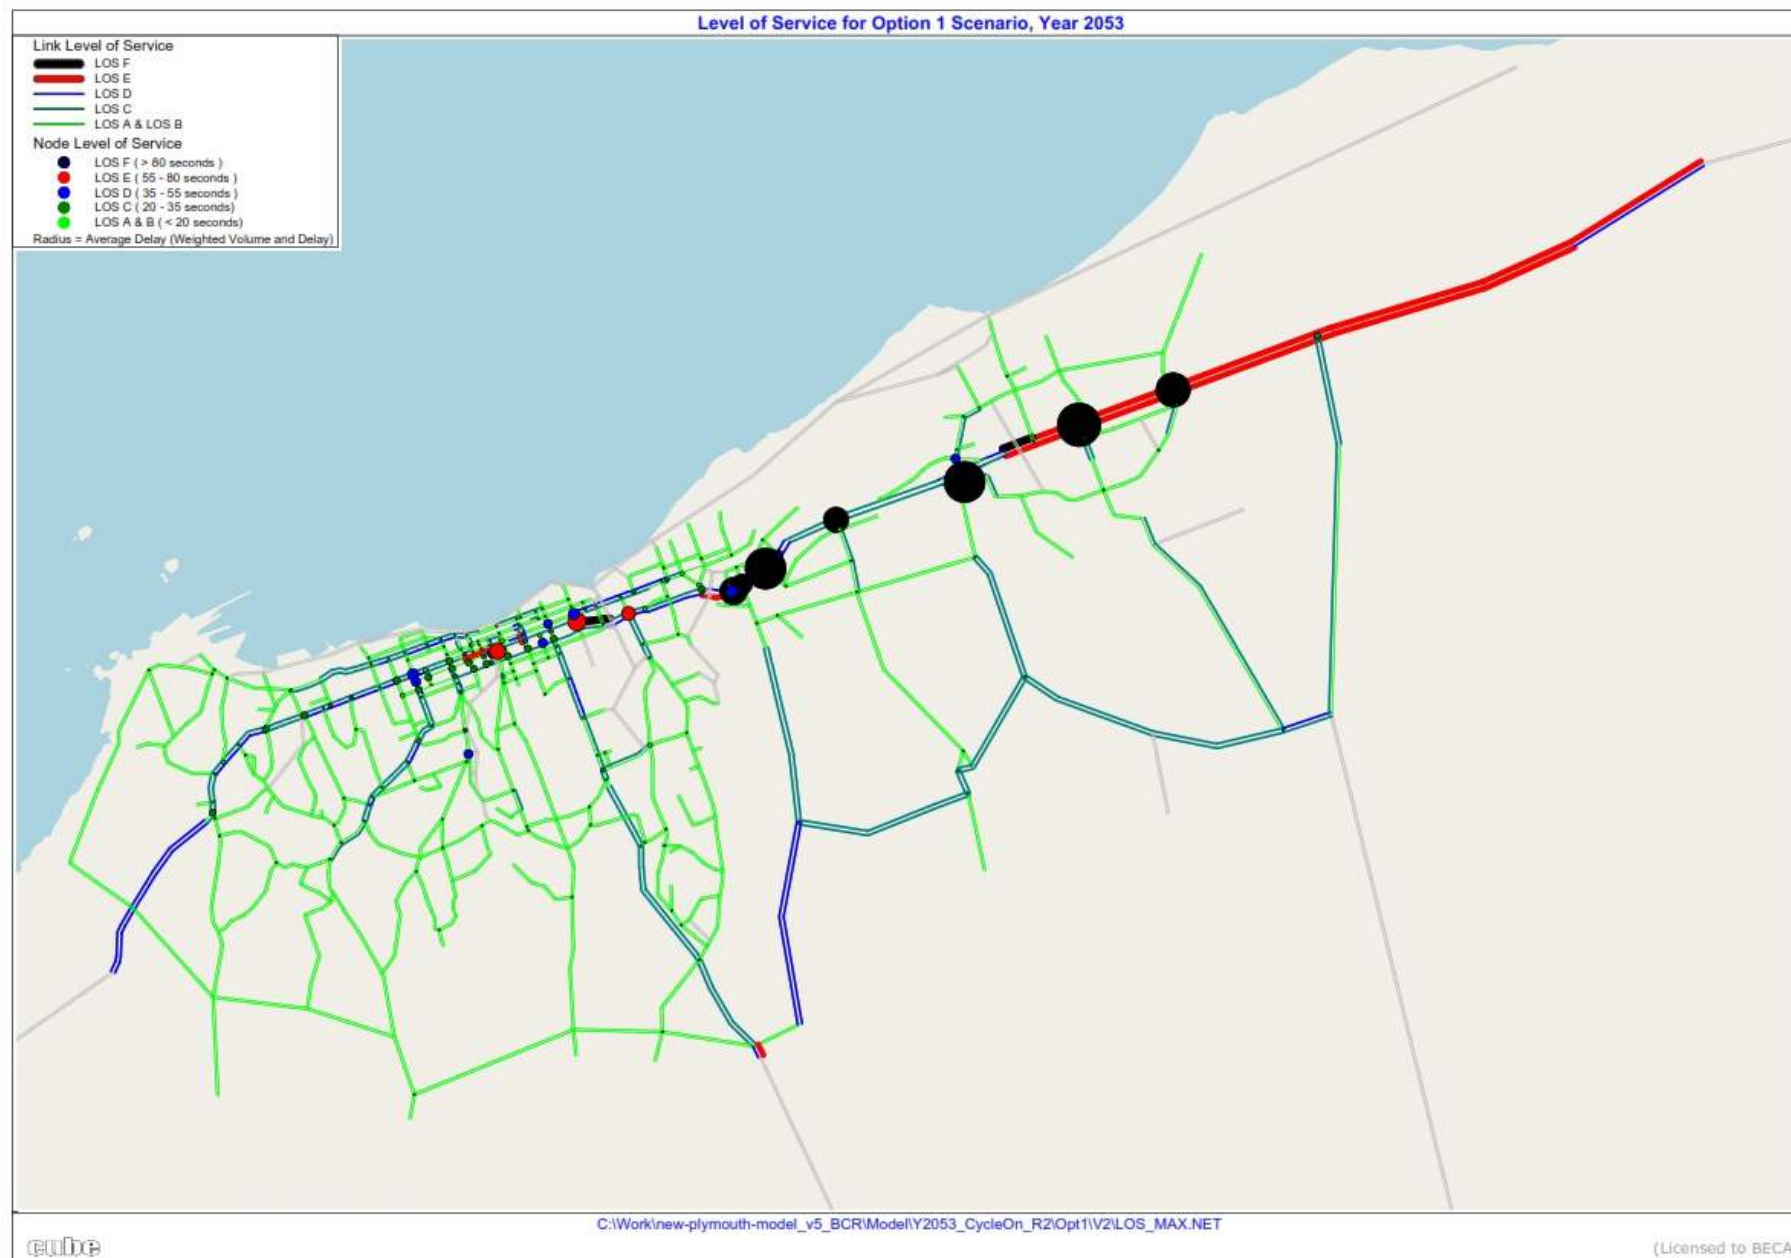 Level of Service for Option 1 Scenario, Year 2053
Link Level of Service
LOS F
LOS E
LOS D
LOS C
LOS A & LOS B
Node Level of Service
LOS F ( > 80 seconds )
LOS E ( 55 - 80 seconds )
LOS D ( 35 - 55 seconds )
LOS C ( 20 - 35 seconds)
LOS A & B ( < 20 seconds)
Radius = Average Delay (Weighted Volume and Delay)
C:\Work\new-plymouth-model_v5_BCR\Model\Y2053_CycleOn_R2\Opt1\V2\LOS_MAX.NET
cube
(Licensed to BECA